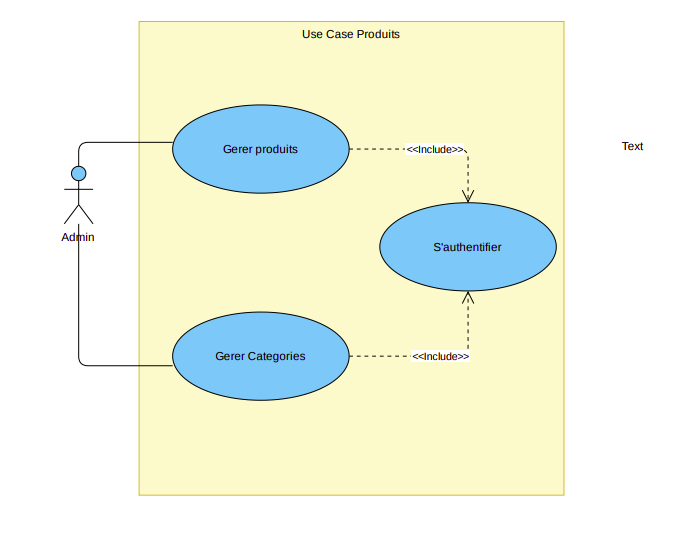 Use Case Produits
Gerer produits
<<Include>>
Text
Admin
S'authentifier
Gerer Categories
<<Include>>